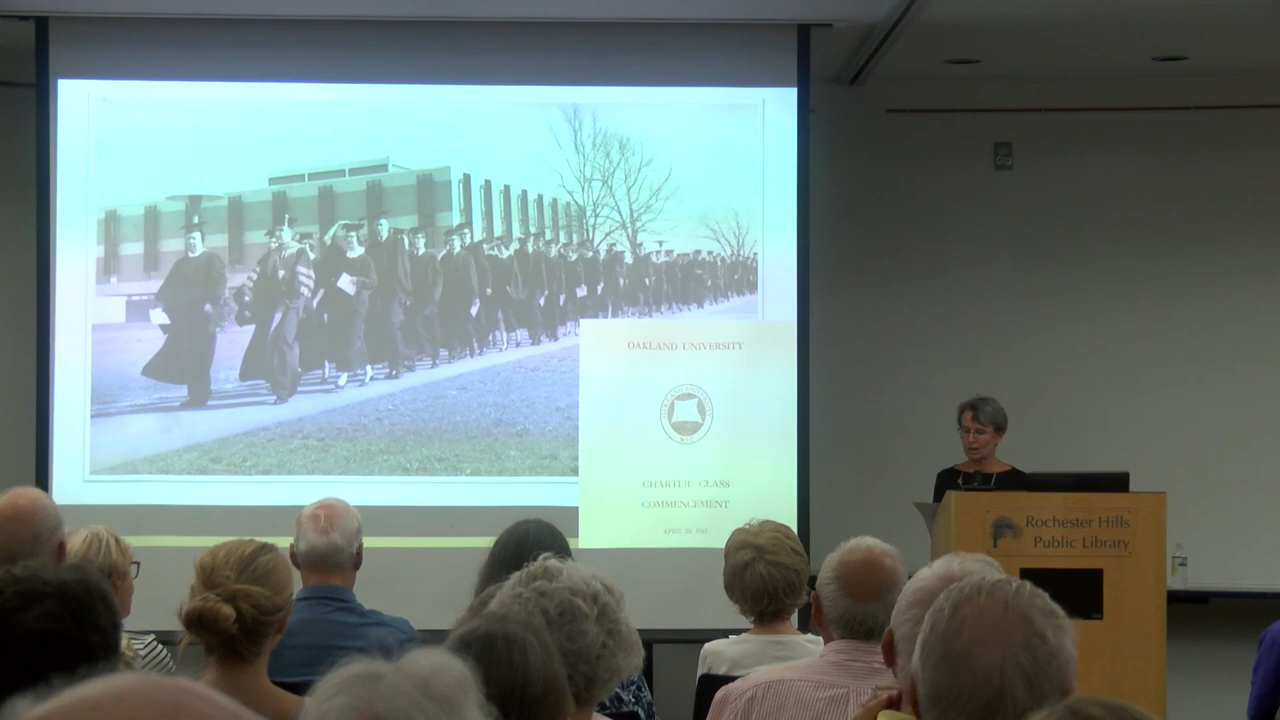 OAKLAND UNIVERSITY
CHARTER CLASS
COMMENCEMENT
Rochester Hills
Public Library